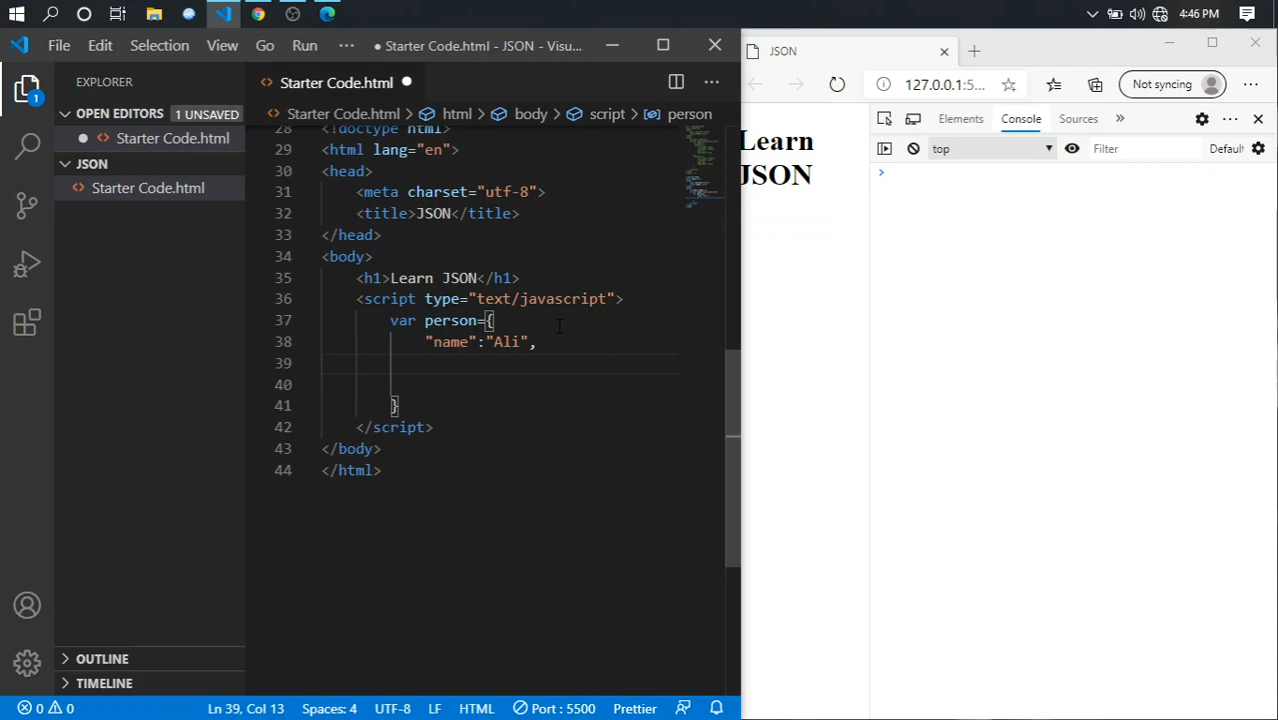 4:46 PM
File Edit Selection View Go Run ··· ● Starter Code.html - JSON - Visu...
JSON
EXPLORER
Starter Code.html ●
127.0.0.1:5...
Not syncing
OPEN EDITORS 1 UNSAVED
Starter Code.html > html > body > script > person
Elements Console Sources »
● Starter Code.html
JSON
Starter Code.html
1
28 <!doctype html>
29 <html lang="en">
30 <head>
31 <meta charset="utf-8">
32 <title>JSON</title>
33 </head>
34 <body>
35 <h1>Learn JSON</h1>
36 <script type="text/javascript">
37 var person={
38 "name":"Ali",
39
40
41 }
42 </script>
43 </body>
44 </html>
Learn
JSON
top
Filter
Default
>
OUTLINE
TIMELINE
0 0
Ln 39, Col 13 Spaces: 4 UTF-8 LF HTML Port : 5500 Prettier